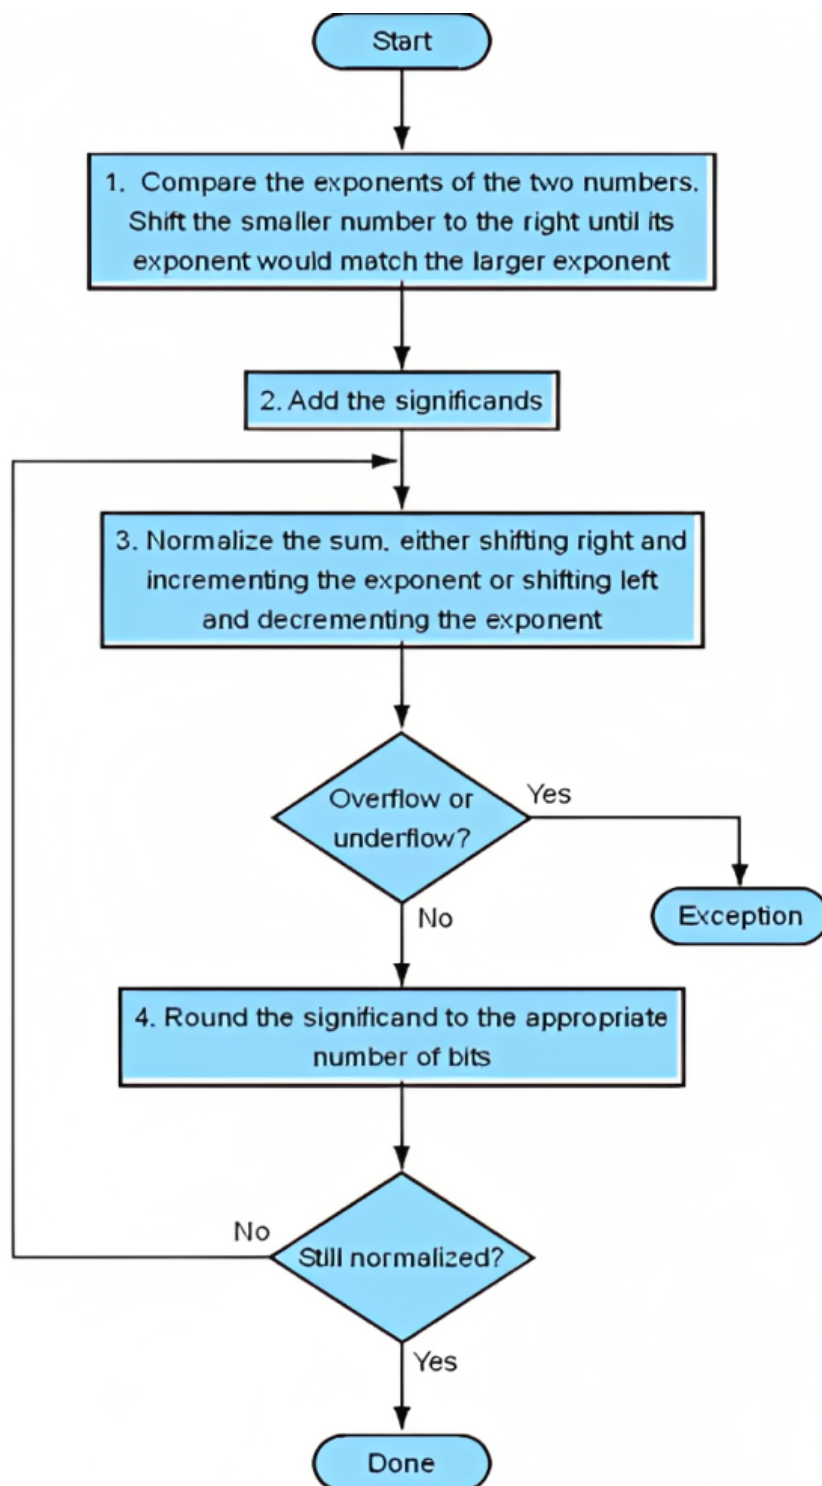 Start
1. Compare the exponents of the two numbers.
Shift the smaller number to the right until its
exponent would match the larger exponent
2. Add the significands
3. Normalize the sum, either shifting right and
incrementing the exponent or shifting left
and decrementing the exponent
Overflow or
underflow?
Yes
No
Exception
4. Round the significand to the appropriate
number of bits
No
Still normalized?
Yes
Done